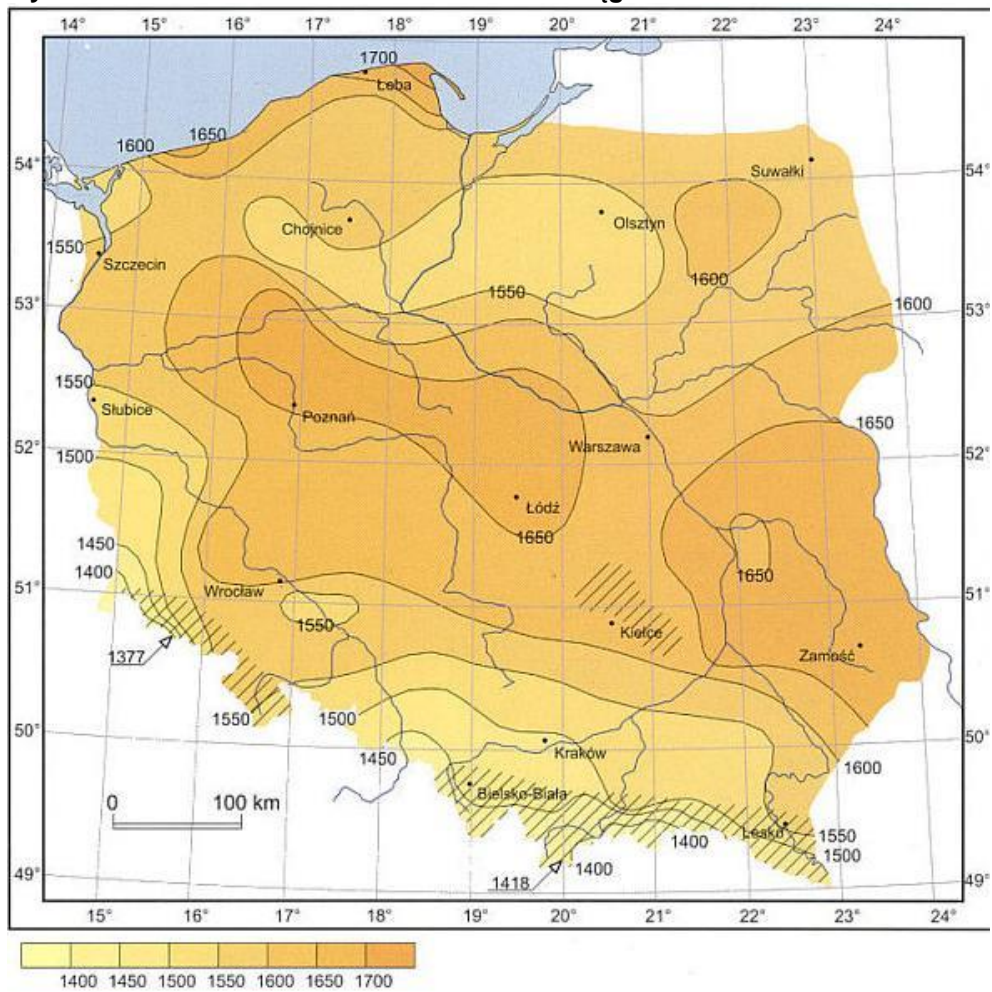 14° 15° 16° 17° 18° 19° 20° 21° 22° 23° 24°
1700
Łeba
1600 1650
54° 54°
Suwałki
Chojnice Olsztyn
1550
Szczecin
1600
1550
53° 1600 53°
1550
Słubice
Poznań
1650
Warszawa
52° 52°
1500
Łódź
1650
1450
1400
1650
51° Wrocław 51°
1550
Kielce
1377
Zamość
1550 1500
50° 50°
1450 Kraków
1600
0 100 km
Bielsko-Biała
Lesko 1550
1400
1500
1400
49° 1418 49°
15° 16° 17° 18° 19° 20° 21° 22° 23° 24°
1400 1450 1500 1550 1600 1650 1700